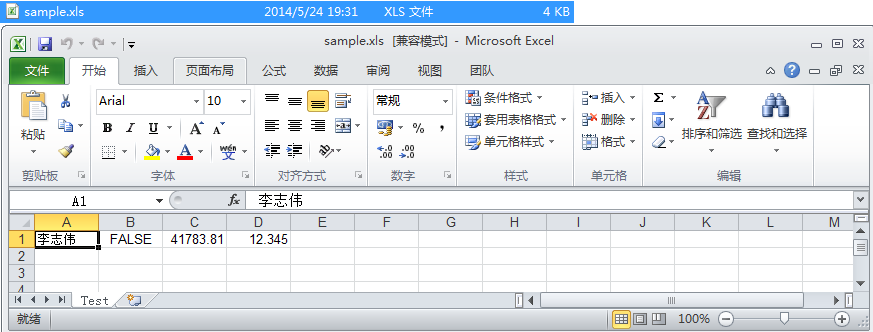 sample.xls 2014/5/24 19:31 XLS 文件 4 KB
sample.xls [兼容模式] - Microsoft Excel
文件 开始 插入 页面布局 公式 数据 审阅 视图 团队
Arial 10 常规 条件格式 插入 Σ
粘贴 B I U A A % , 套用表格格式 删除 排序和筛选 查找和选择
A wén 文 .00 .00 单元格样式 格式
剪贴板 字体 对齐方式 数字 样式 单元格 编辑
A1 fx 李志伟
A B C D E F G H I J K L M
1 李志伟 FALSE 41783.81 12.345
2
3
4
Test
就绪 100%